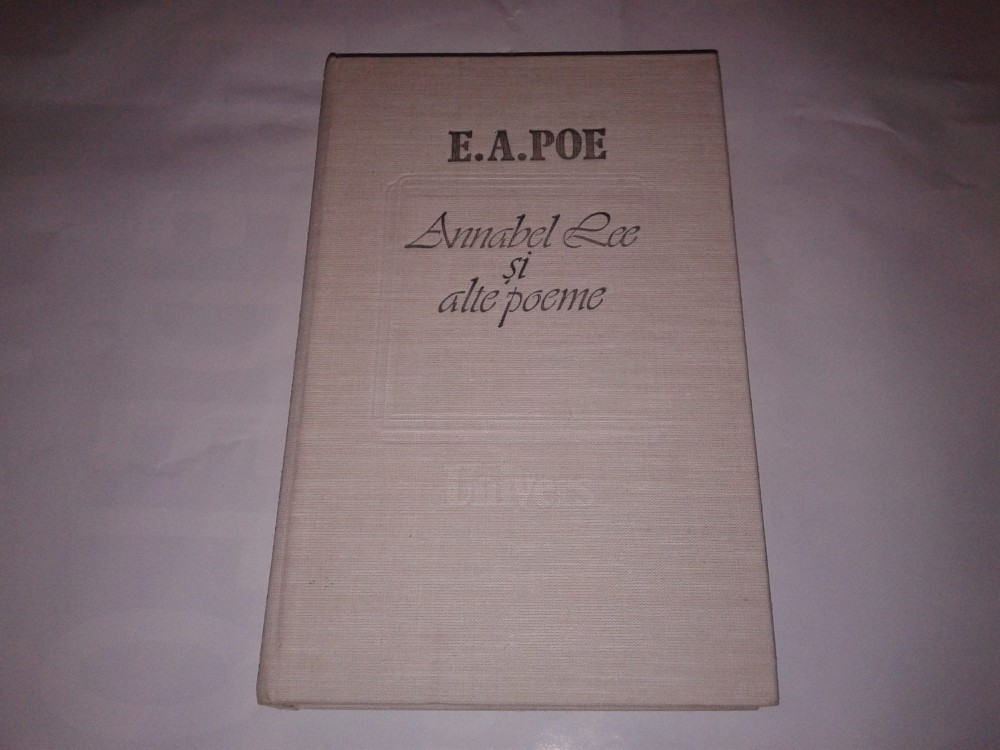 E.A.POE
Annabel Lee
și
alte poeme
Univers